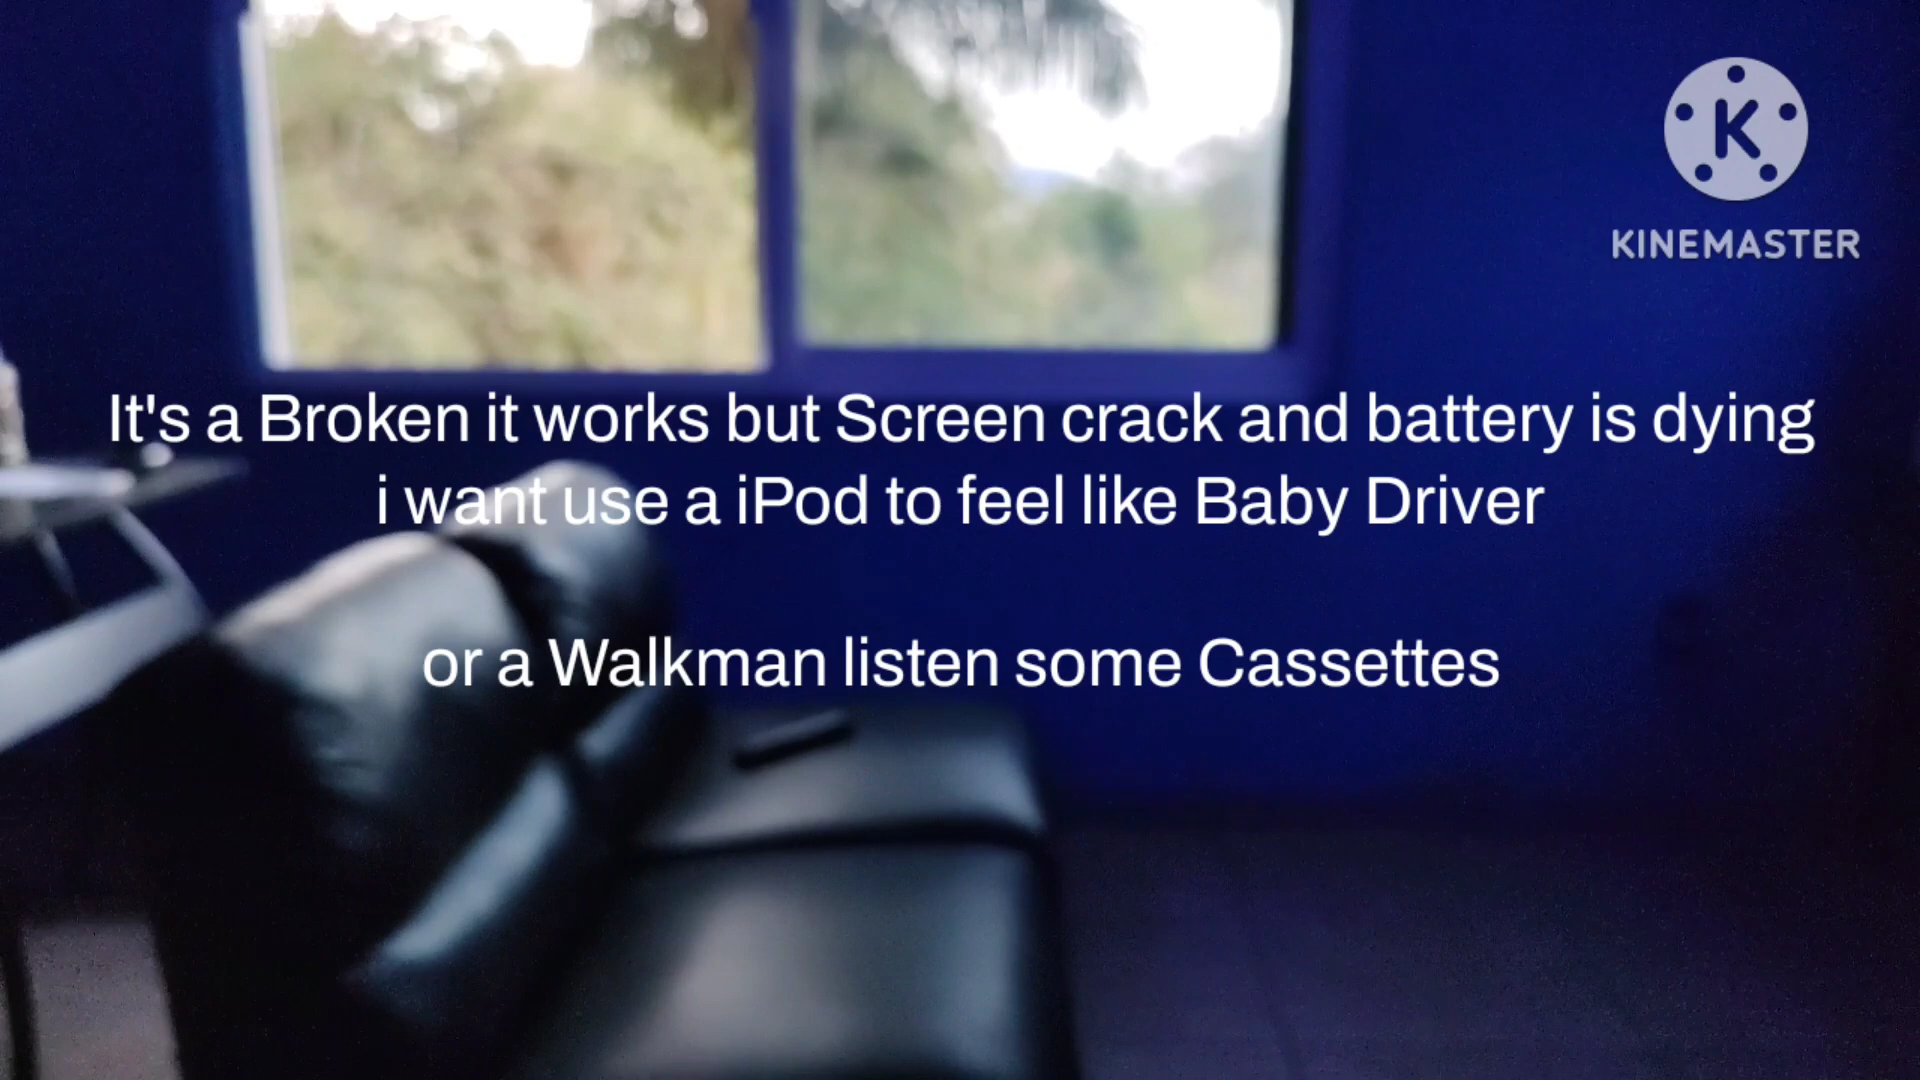 K
KINEMASTER
It's a Broken it works but Screen crack and battery is dying
i want use a iPod to feel like Baby Driver
or a Walkman listen some Cassettes